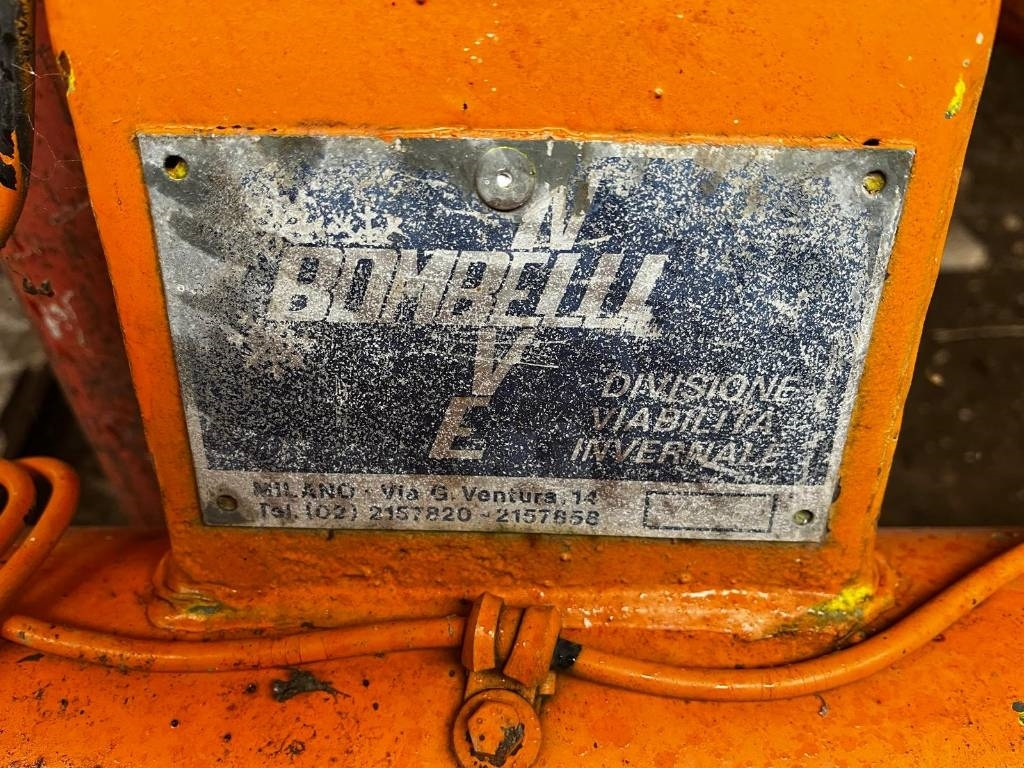 N
BOMBELLI
V
E
DIVISIONE
VIABILITA
INVERNALE
MILANO - Via G. Ventura, 14
Tel. (02) 2157820 - 2157858